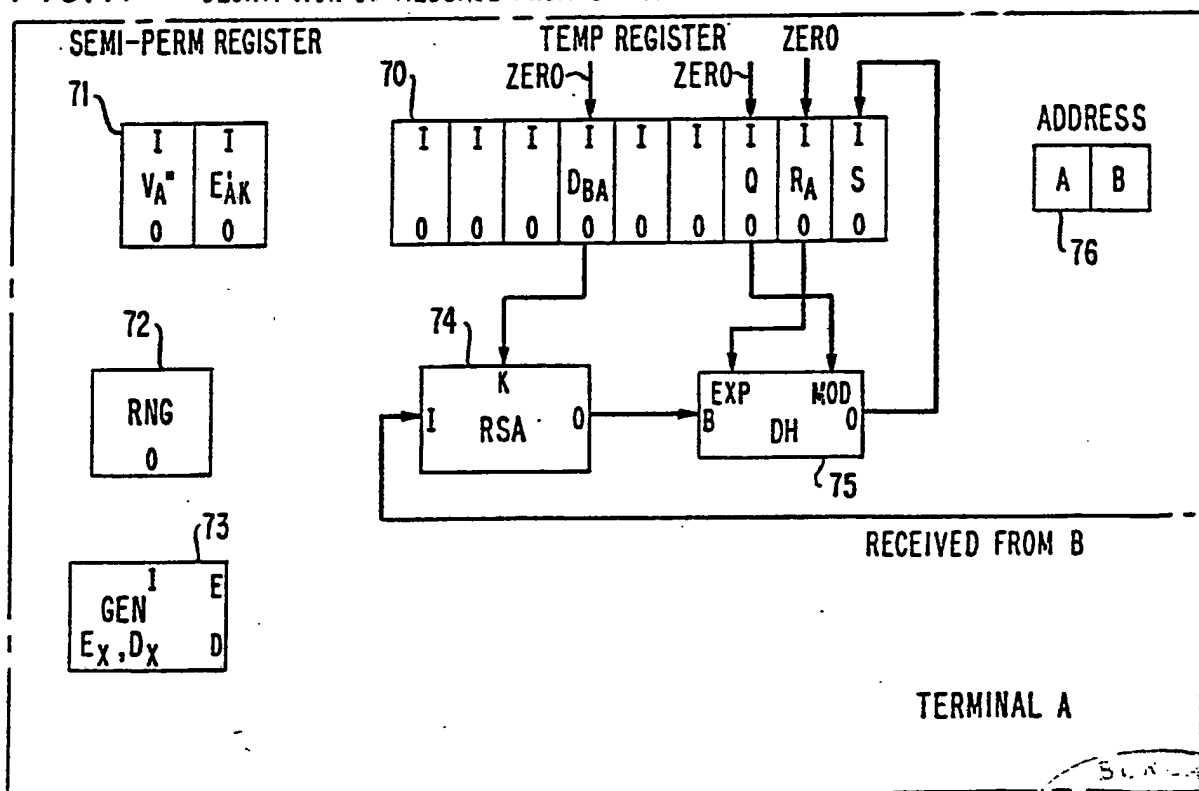 SEMI-PERM REGISTER
TEMP REGISTER
ZERO
ZERO
ZERO
71
70
I I
V_A" E'_AK
0 0
I I I I I I I I I
D_BA Q R_A S
0 0 0 0 0 0 0 0 0
ADDRESS
A B
76
72
RNG
0
74
K
I RSA 0
EXP MOD
B DH 0
75
RECEIVED FROM B
73
I E
GEN
E_X, D_X D
TERMINAL A